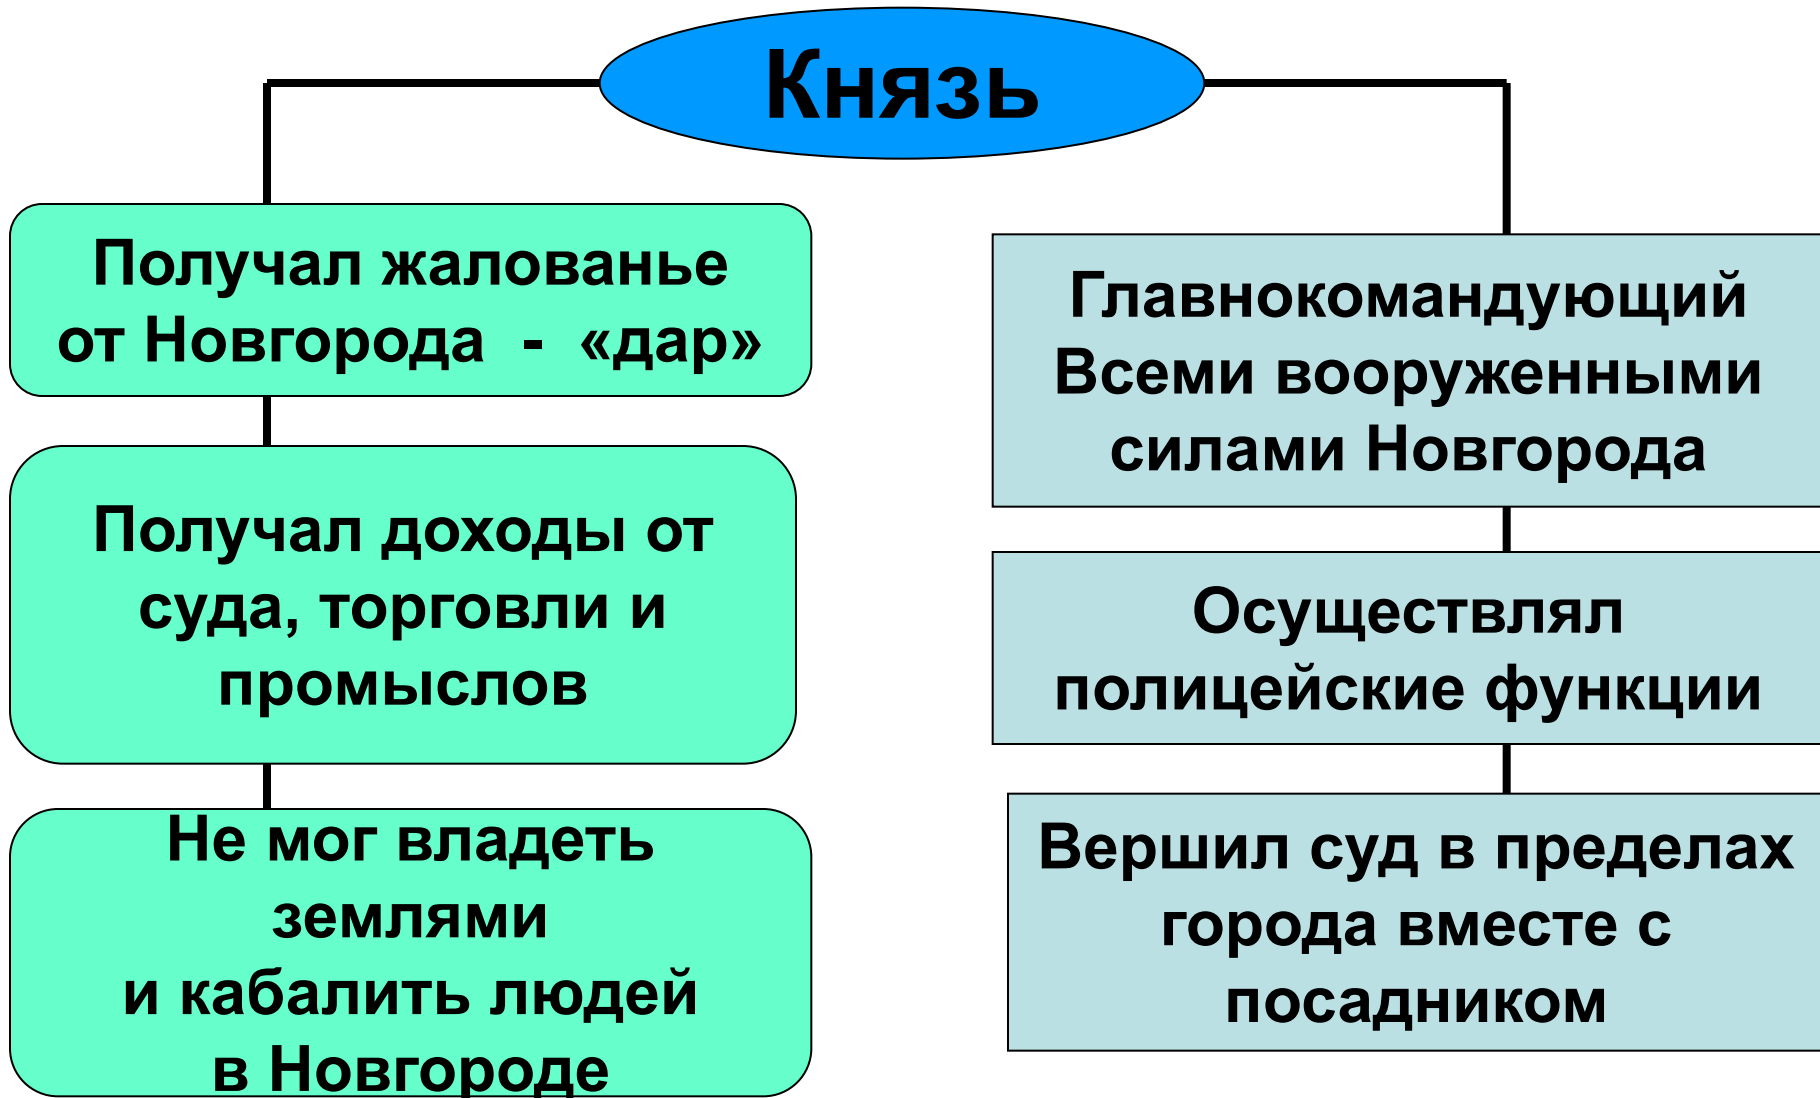 Князь
Получал жалованье
от Новгорода - «дар»
Получал доходы от
суда, торговли и
промыслов
Не мог владеть
землями
и кабалить людей
в Новгороде
Главнокомандующий
Всеми вооруженными
силами Новгорода
Осуществлял
полицейские функции
Вершил суд в пределах
города вместе с
посадником